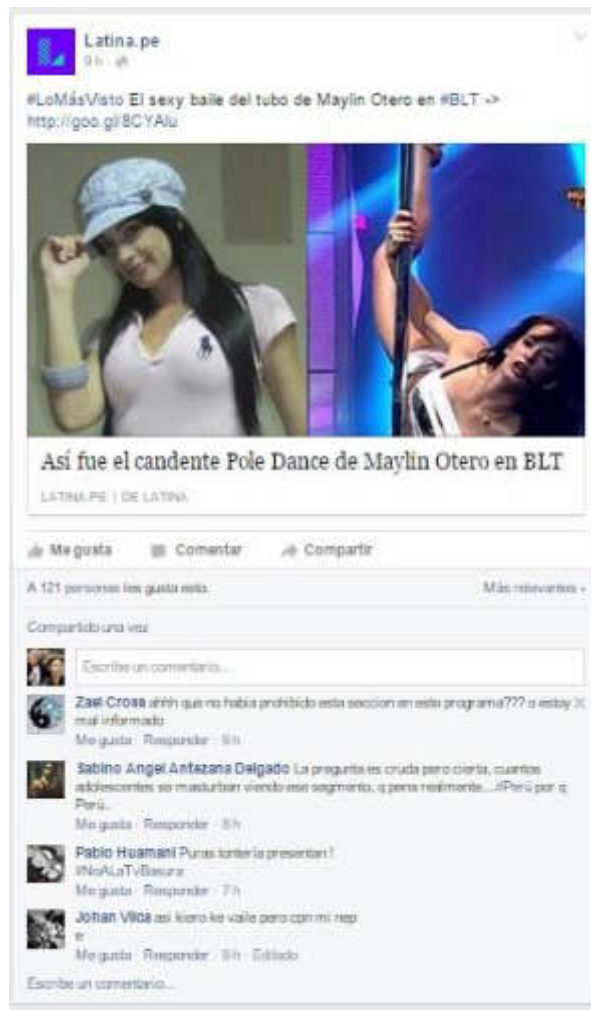 Latina.pe
9 h ·
#LoMásVisto El sexy baile del tubo de Maylin Otero en #BLT ->
http://goo.gl/8CYAlu
Así fue el candente Pole Dance de Maylin Otero en BLT
LATINA.PE | DE LATINA
Me gusta Comentar Compartir
A 121 personas les gusta esto. Más relevantes
Compartido una vez
Escribe un comentario...
Zael Cross ahhh que no habia prohibido esta seccion en este programa??? o estoy
mal informado
Me gusta · Responder · 8 h
Sabino Angel Antezana Delgado La pregunta es cruda pero cierta, cuantos
adolescentes se masturban viendo ese segmento, q pena realmente...#Perú por q
Perú..
Me gusta · Responder · 8 h
Pablo Huamani Puras tonteria presentan !
#NoALaTvBasura
Me gusta · Responder · 7 h
Johan Vilca asi kiero ke vaile pero cpn mi nep
e
Me gusta · Responder · 9 h · Editado
Escribe un comentario...